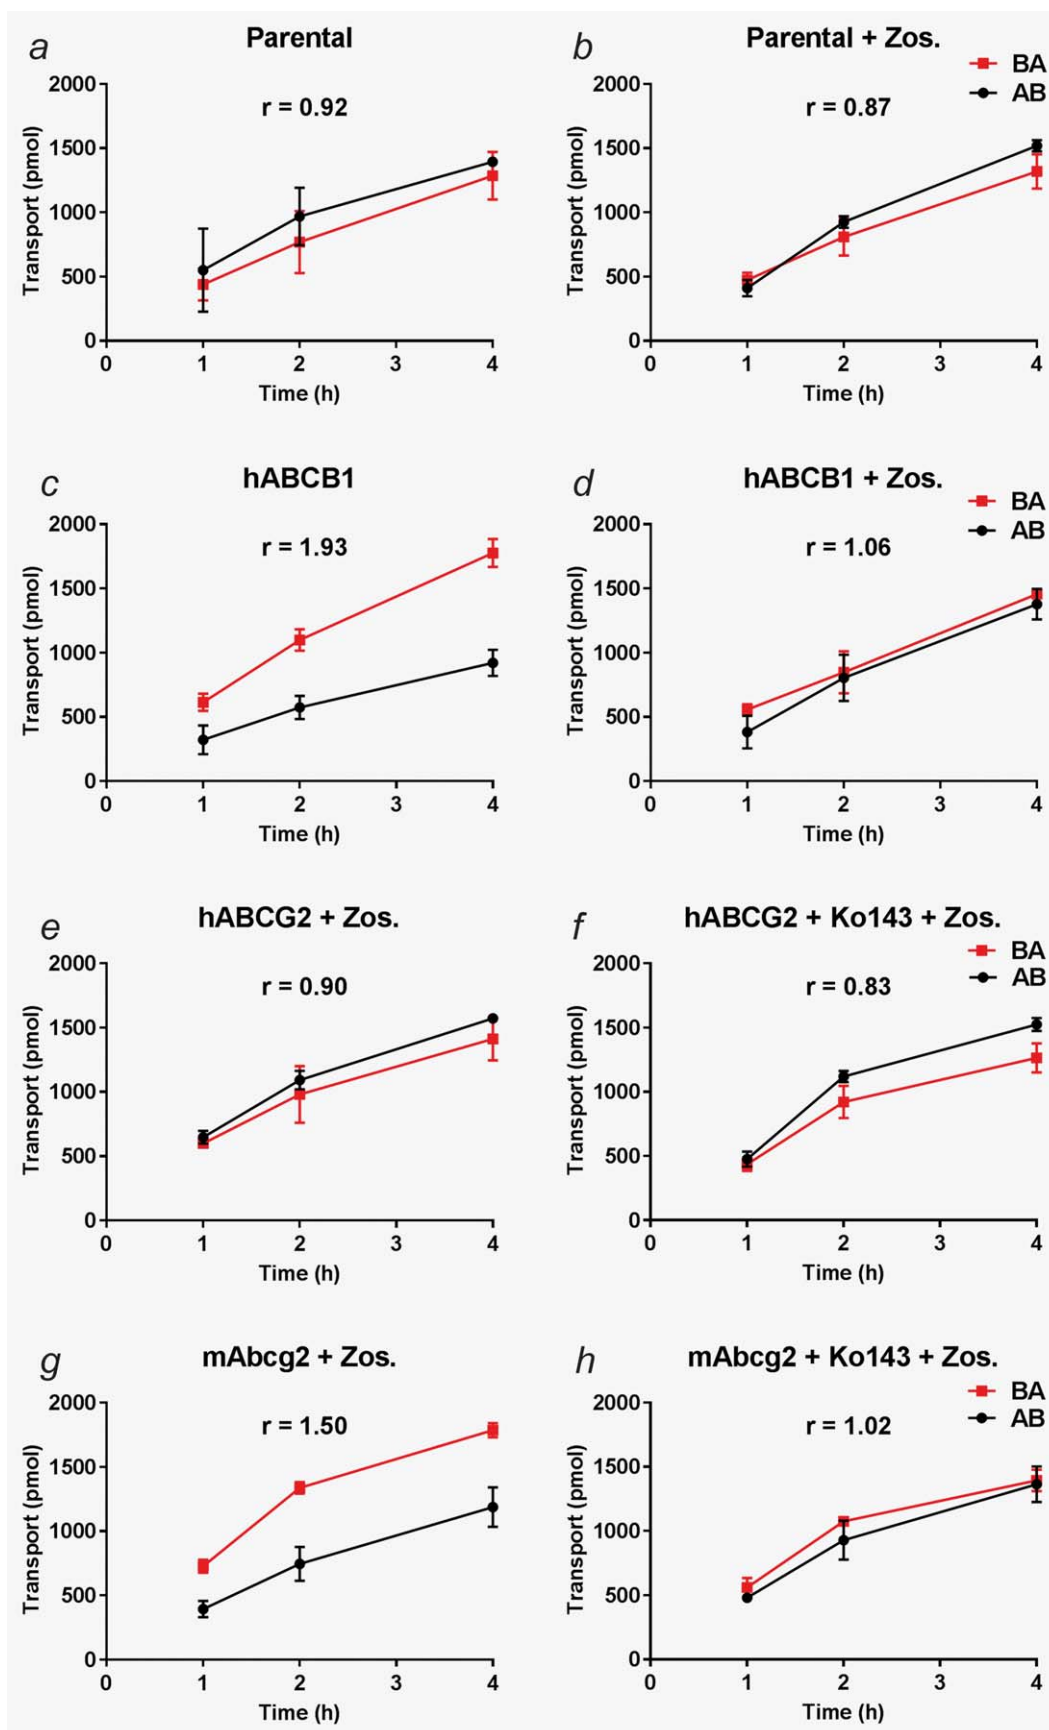 a
Parental
r = 0.92
Transport (pmol)
2000
1500
1000
500
0
0 1 2 3 4
Time (h)
b
Parental + Zos.
BA
AB
r = 0.87
Transport (pmol)
2000
1500
1000
500
0
0 1 2 3 4
Time (h)
c
hABCB1
r = 1.93
Transport (pmol)
2000
1500
1000
500
0
0 1 2 3 4
Time (h)
d
hABCB1 + Zos.
BA
AB
r = 1.06
Transport (pmol)
2000
1500
1000
500
0
0 1 2 3 4
Time (h)
e
hABCG2 + Zos.
r = 0.90
Transport (pmol)
2000
1500
1000
500
0
0 1 2 3 4
Time (h)
f
hABCG2 + Ko143 + Zos.
BA
AB
r = 0.83
Transport (pmol)
2000
1500
1000
500
0
0 1 2 3 4
Time (h)
g
mAbcg2 + Zos.
r = 1.50
Transport (pmol)
2000
1500
1000
500
0
0 1 2 3 4
Time (h)
h
mAbcg2 + Ko143 + Zos.
BA
AB
r = 1.02
Transport (pmol)
2000
1500
1000
500
0
0 1 2 3 4
Time (h)